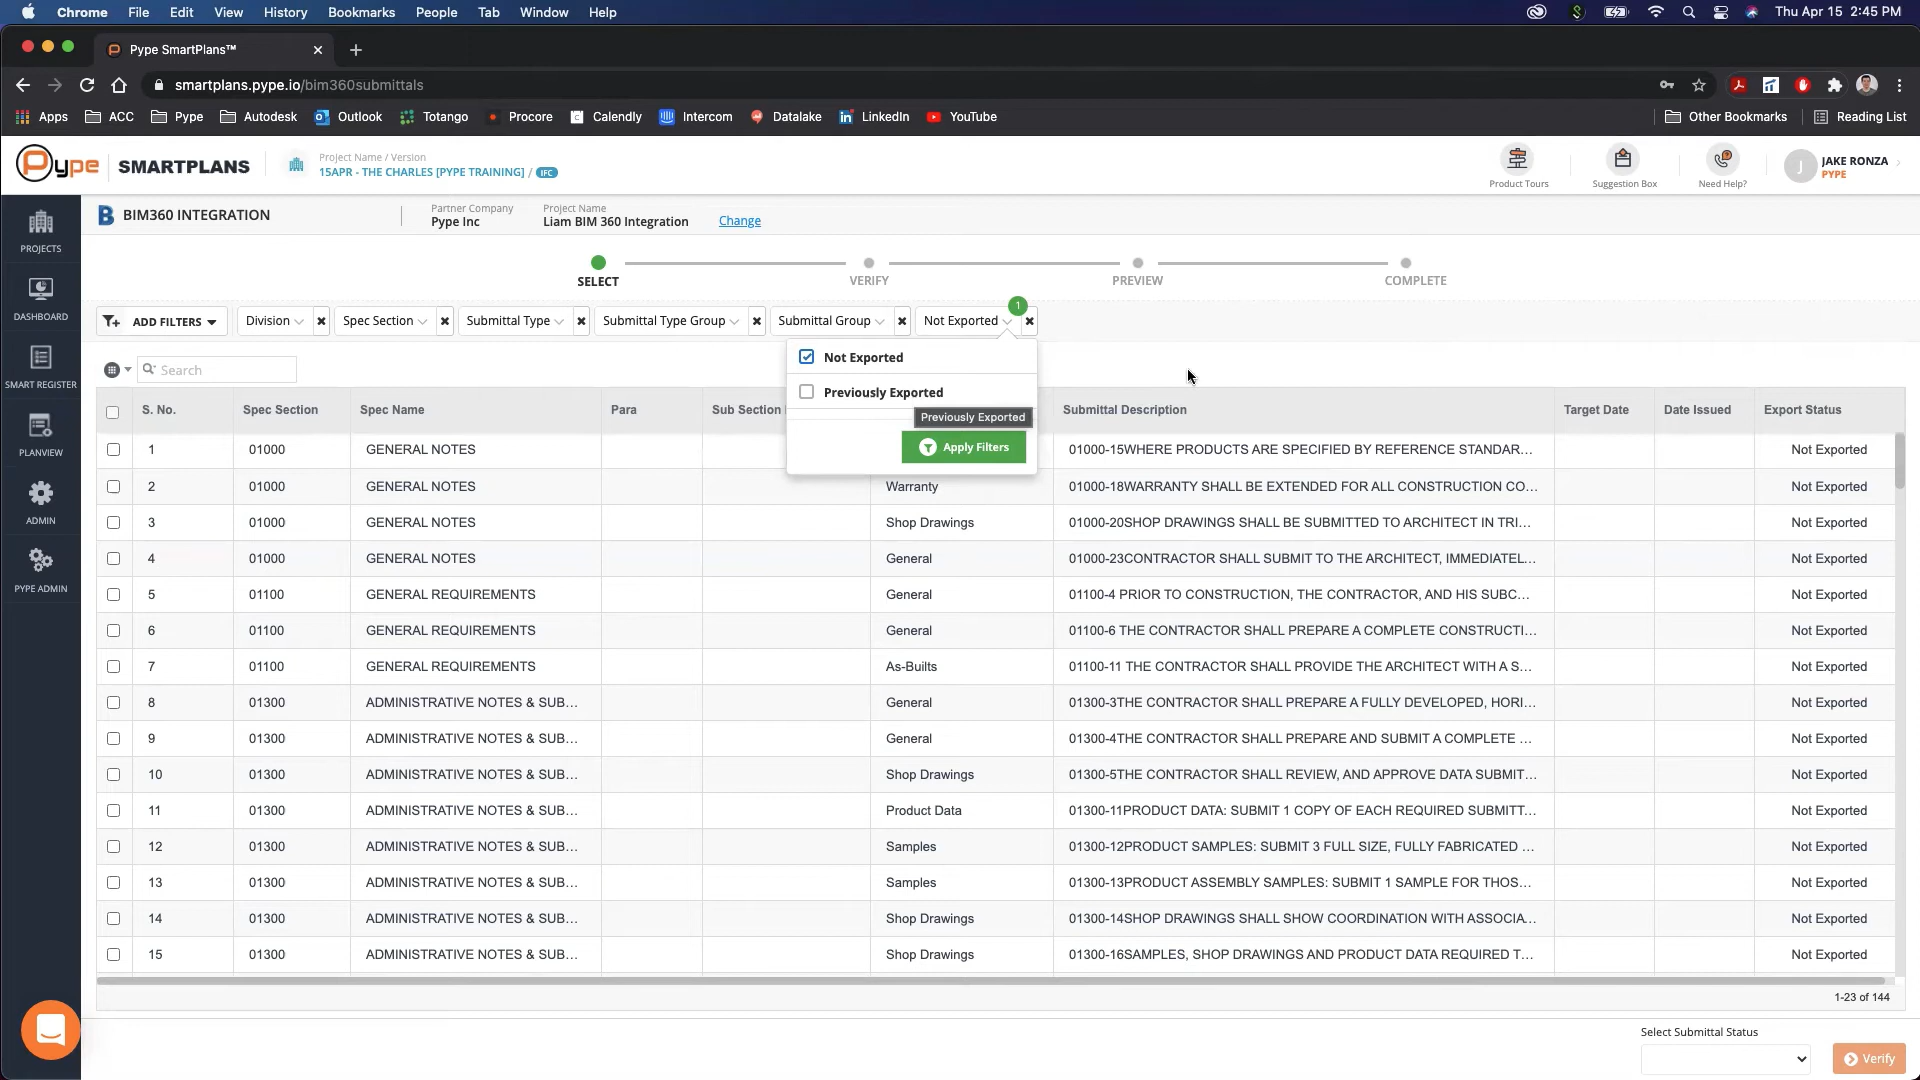 Chrome File Edit View History Bookmarks People Tab Window Help Thu Apr 15 2:45 PM
Pype SmartPlans™
smartplans.pype.io/bim360submittals
Apps ACC Pype Autodesk Outlook Totango Procore Calendly Intercom Datalake LinkedIn YouTube Other Bookmarks Reading List
Pype SMARTPLANS
Project Name / Version
15APR - THE CHARLES [PYPE TRAINING] / IFC
Product Tours
Suggestion Box
Need Help?
J
JAKE RONZA
PYPE
PROJECTS
DASHBOARD
SMART REGISTER
PLANVIEW
ADMIN
PYPE ADMIN
BIM360 INTEGRATION
Partner Company
Pype Inc
Project Name
Liam BIM 360 Integration
Change
SELECT VERIFY PREVIEW COMPLETE
ADD FILTERS Division Spec Section Submittal Type Submittal Type Group Submittal Group Not Exported 1
Not Exported
Previously Exported
Previously Exported
Apply Filters
Search
S. No. Spec Section Spec Name Para Sub Section Submittal Description Target Date Date Issued Export Status
1 01000 GENERAL NOTES 01000-15WHERE PRODUCTS ARE SPECIFIED BY REFERENCE STANDAR... Not Exported
2 01000 GENERAL NOTES Warranty 01000-18WARRANTY SHALL BE EXTENDED FOR ALL CONSTRUCTION CO... Not Exported
3 01000 GENERAL NOTES Shop Drawings 01000-20SHOP DRAWINGS SHALL BE SUBMITTED TO ARCHITECT IN TRI... Not Exported
4 01000 GENERAL NOTES General 01000-23CONTRACTOR SHALL SUBMIT TO THE ARCHITECT, IMMEDIATEL... Not Exported
5 01100 GENERAL REQUIREMENTS General 01100-4 PRIOR TO CONSTRUCTION, THE CONTRACTOR, AND HIS SUBC... Not Exported
6 01100 GENERAL REQUIREMENTS General 01100-6 THE CONTRACTOR SHALL PREPARE A COMPLETE CONSTRUCTI... Not Exported
7 01100 GENERAL REQUIREMENTS As-Builts 01100-11 THE CONTRACTOR SHALL PROVIDE THE ARCHITECT WITH A S... Not Exported
8 01300 ADMINISTRATIVE NOTES & SUB... General 01300-3THE CONTRACTOR SHALL PREPARE A FULLY DEVELOPED, HORI... Not Exported
9 01300 ADMINISTRATIVE NOTES & SUB... General 01300-4THE CONTRACTOR SHALL PREPARE AND SUBMIT A COMPLETE ... Not Exported
10 01300 ADMINISTRATIVE NOTES & SUB... Shop Drawings 01300-5THE CONTRACTOR SHALL REVIEW, AND APPROVE DATA SUBMIT... Not Exported
11 01300 ADMINISTRATIVE NOTES & SUB... Product Data 01300-11PRODUCT DATA: SUBMIT 1 COPY OF EACH REQUIRED SUBMITT... Not Exported
12 01300 ADMINISTRATIVE NOTES & SUB... Samples 01300-12PRODUCT SAMPLES: SUBMIT 3 FULL SIZE, FULLY FABRICATED ... Not Exported
13 01300 ADMINISTRATIVE NOTES & SUB... Samples 01300-13PRODUCT ASSEMBLY SAMPLES: SUBMIT 1 SAMPLE FOR THOS... Not Exported
14 01300 ADMINISTRATIVE NOTES & SUB... Shop Drawings 01300-14SHOP DRAWINGS SHALL SHOW COORDINATION WITH ASSOCIA... Not Exported
15 01300 ADMINISTRATIVE NOTES & SUB... Shop Drawings 01300-16SAMPLES, SHOP DRAWINGS AND PRODUCT DATA REQUIRED T... Not Exported
1-23 of 144
Select Submittal Status
Verify